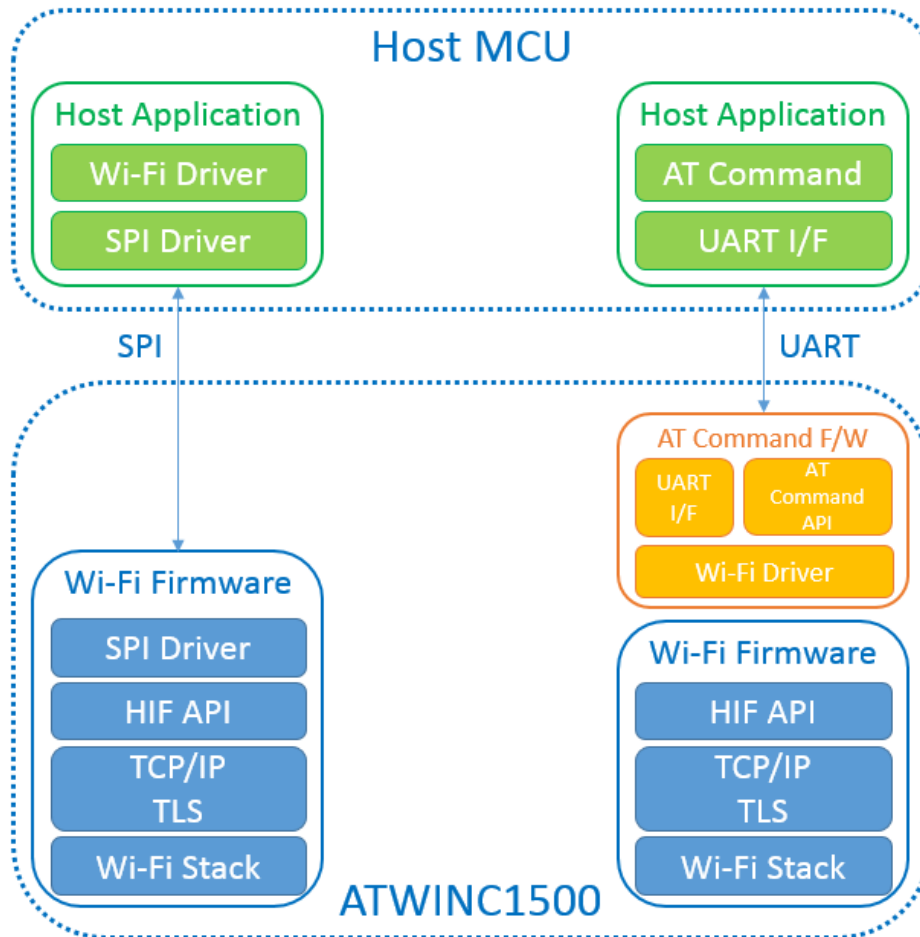 Host MCU
Host Application
Wi-Fi Driver
SPI Driver
Host Application
AT Command
UART I/F
SPI
UART
AT Command F/W
UART
I/F
AT
Command
API
Wi-Fi Driver
Wi-Fi Firmware
SPI Driver
HIF API
TCP/IP
TLS
Wi-Fi Stack
Wi-Fi Firmware
HIF API
TCP/IP
TLS
Wi-Fi Stack
ATWINC1500